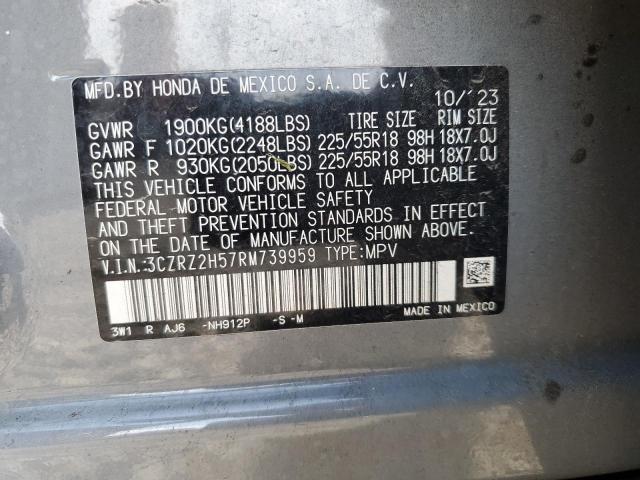 MFD.BY HONDA DE MEXICO S.A. DE C.V.
10/'23
GVWR 1900KG(4188LBS) TIRE SIZE RIM SIZE
GAWR F 1020KG(2248LBS) 225/55R18 98H 18X7.0J
GAWR R 930KG(2050LBS) 225/55R18 98H 18X7.0J
THIS VEHICLE CONFORMS TO ALL APPLICABLE
FEDERAL MOTOR VEHICLE SAFETY
AND THEFT PREVENTION STANDARDS IN EFFECT
ON THE DATE OF MANUFACTURE SHOWN ABOVE.
V.I.N.:3CZRZ2H57RM739959 TYPE:MPV
3W1 R AJ6 -NH912P -S -M
MADE IN MEXICO